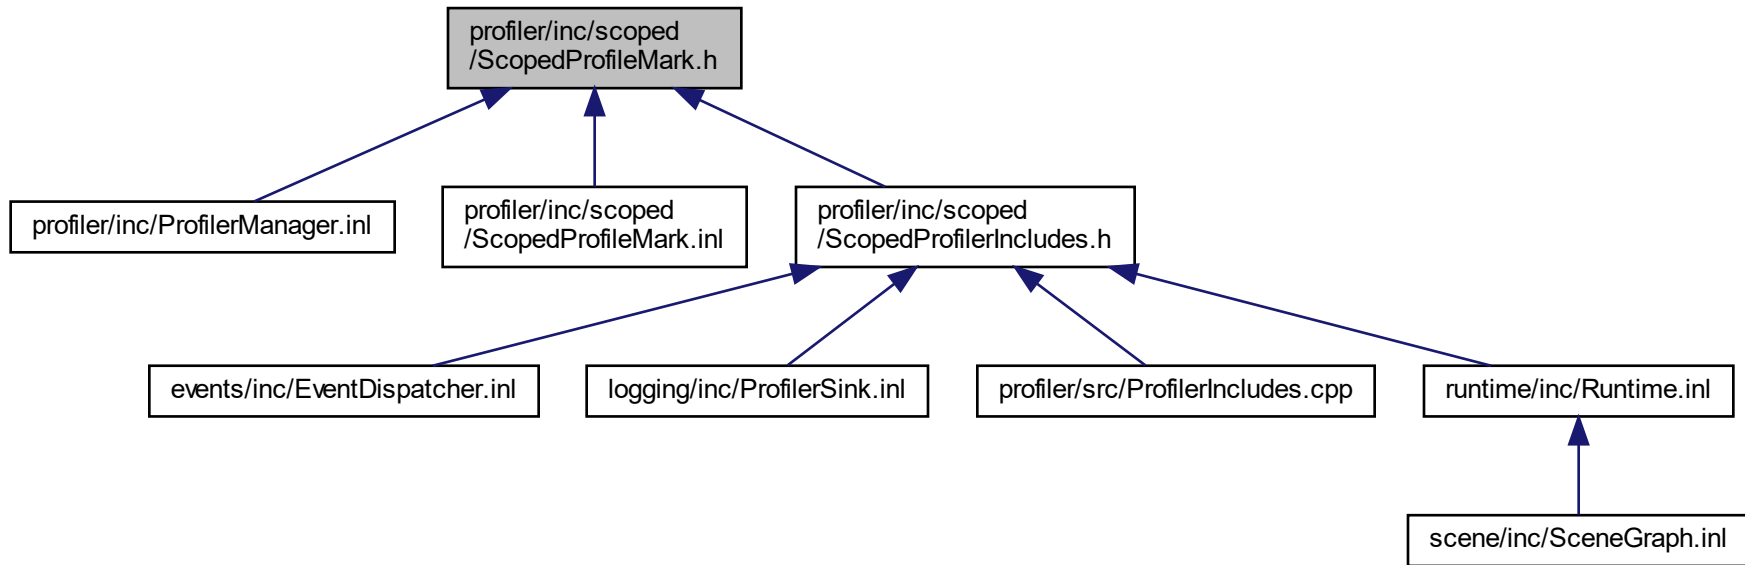 profiler/inc/scoped
/ScopedProfileMark.h
profiler/inc/ProfilerManager.inl
profiler/inc/scoped
/ScopedProfileMark.inl
profiler/inc/scoped
/ScopedProfilerIncludes.h
events/inc/EventDispatcher.inl
logging/inc/ProfilerSink.inl
profiler/src/ProfilerIncludes.cpp
runtime/inc/Runtime.inl
scene/inc/SceneGraph.inl